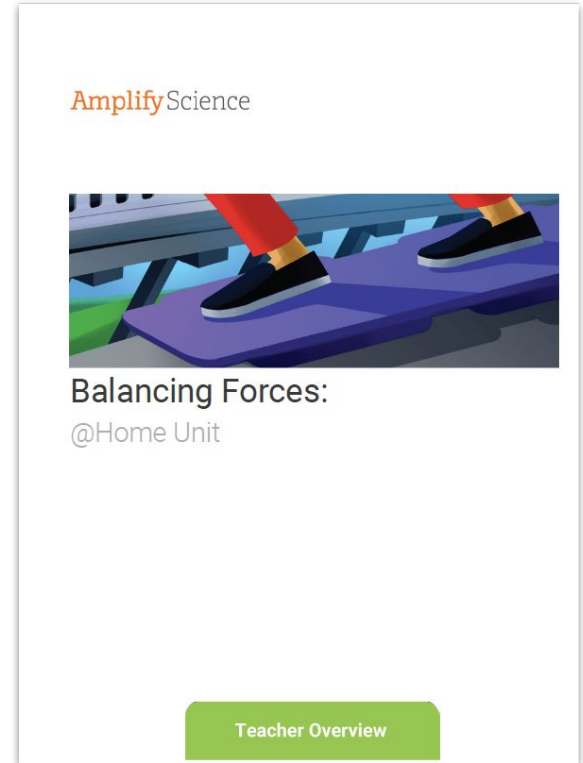 Amplify Science
Balancing Forces:
@Home Unit
Teacher Overview